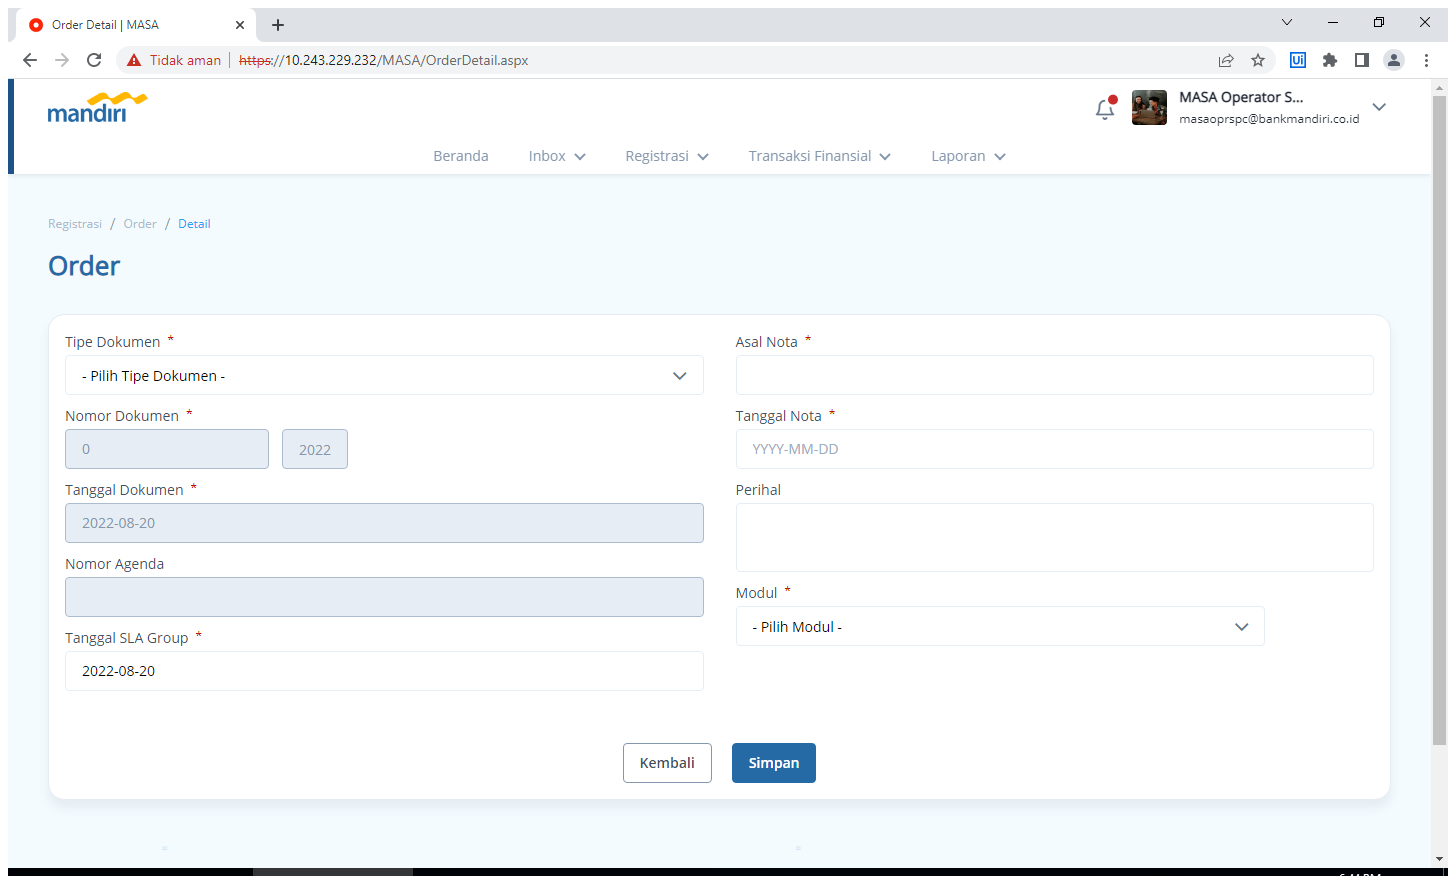 Order Detail | MASA
Tidak aman
https://10.243.229.232/MASA/OrderDetail.aspx
Ui
mandiri
MASA Operator S...
masaoprspc@bankmandiri.co.id
Beranda
Inbox
Registrasi
Transaksi Finansial
Laporan
Registrasi / Order / Detail
Order
Tipe Dokumen *
- Pilih Tipe Dokumen -
Nomor Dokumen *
0
2022
Tanggal Dokumen *
2022-08-20
Nomor Agenda
Tanggal SLA Group *
2022-08-20
Asal Nota *
Tanggal Nota *
YYYY-MM-DD
Perihal
Modul *
- Pilih Modul -
Kembali
Simpan